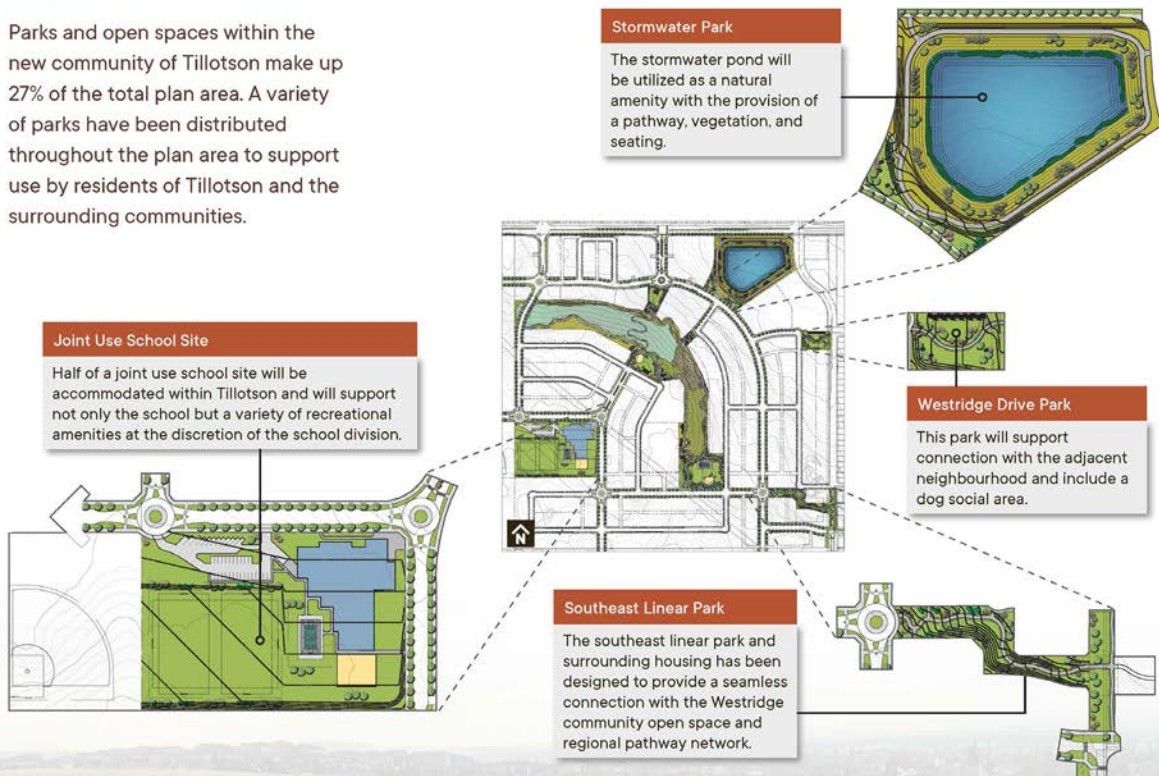 Parks and open spaces within the
new community of Tillotson make up
27% of the total plan area. A variety
of parks have been distributed
throughout the plan area to support
use by residents of Tillotson and the
surrounding communities.
Stormwater Park
The stormwater pond will
be utilized as a natural
amenity with the provision of
a pathway, vegetation, and
seating.
Joint Use School Site
Half of a joint use school site will be
accommodated within Tillotson and will support
not only the school but a variety of recreational
amenities at the discretion of the school division.
Westridge Drive Park
This park will support
connection with the adjacent
neighbourhood and include a
dog social area.
N
Southeast Linear Park
The southeast linear park and
surrounding housing has been
designed to provide a seamless
connection with the Westridge
community open space and
regional pathway network.